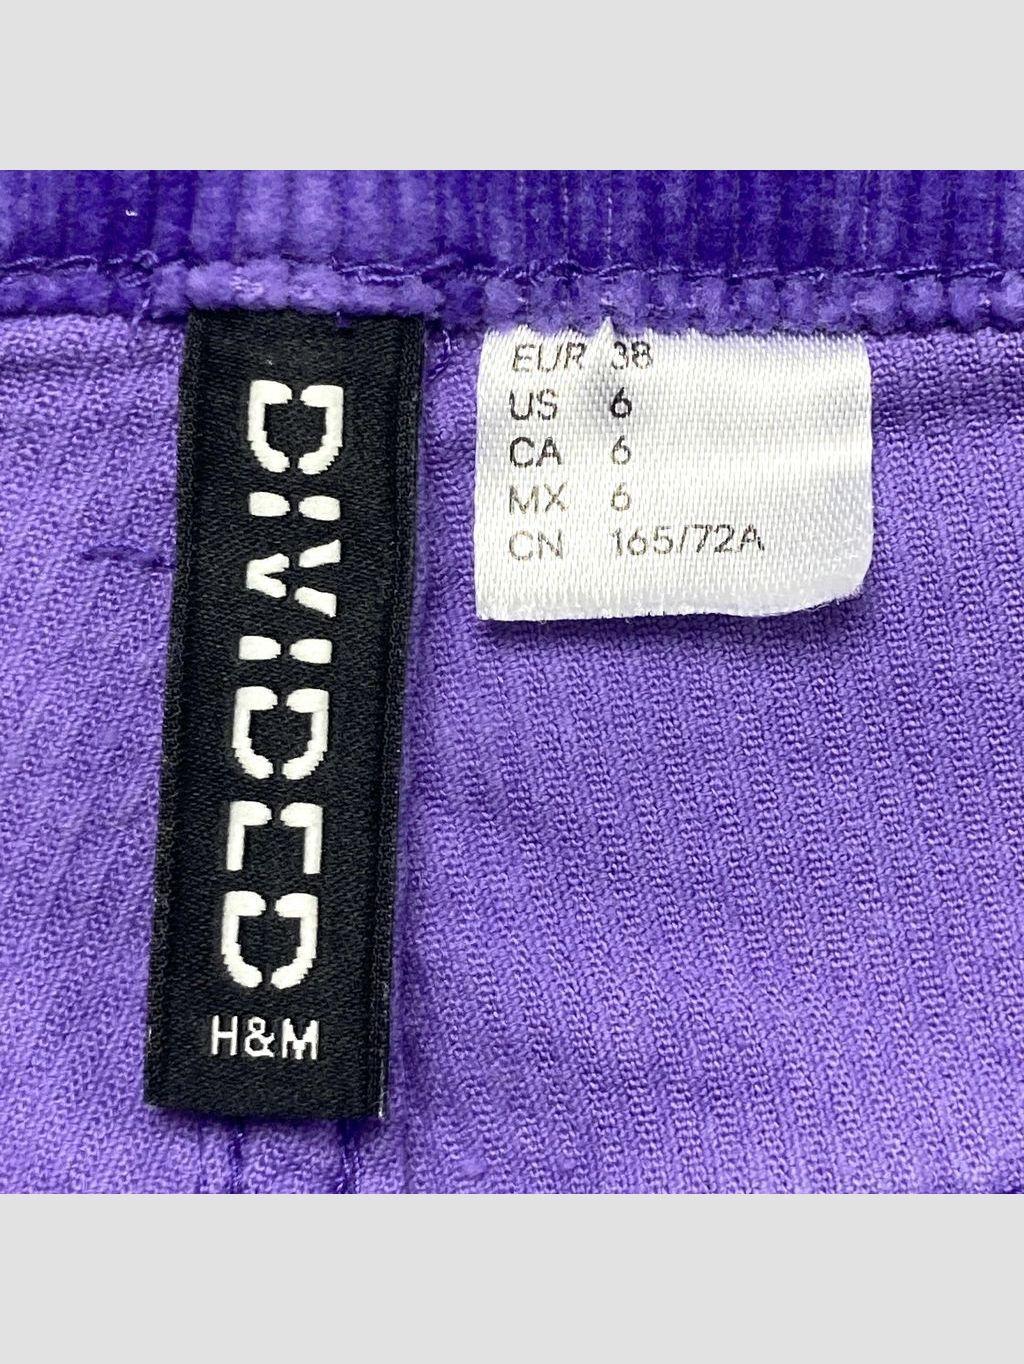 DIVIDED
H&M
EUR 38
US 6
CA 6
MX 6
CN 165/72A